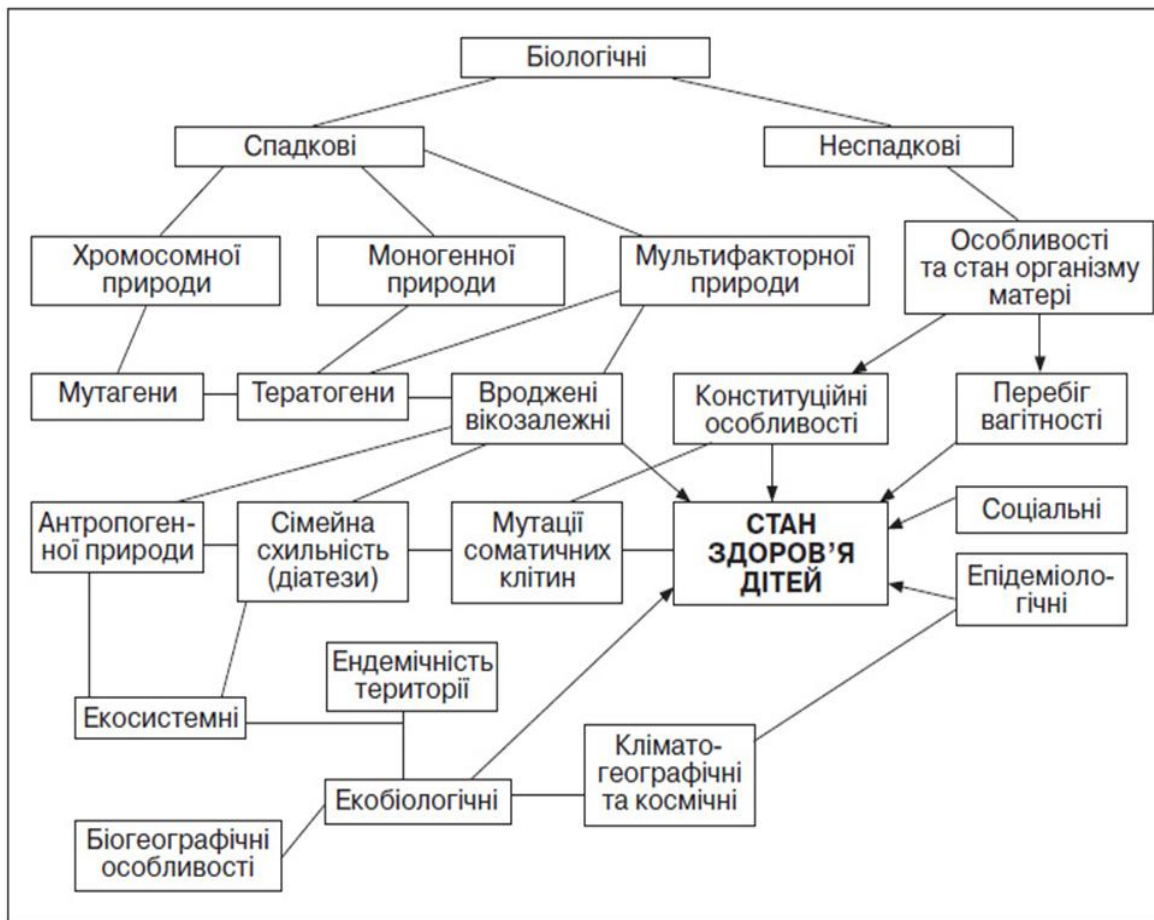 Біологічні
Спадкові
Неспадкові
Хромосомної
природи
Моногенної
природи
Мультифакторної
природи
Особливості
та стан організму
матері
Мутагени
Тератогени
Вроджені
вікозалежні
Конституційні
особливості
Перебіг
вагітності
Антропоген-
ної природи
Сімейна
схильність
(діатези)
Мутації
соматичних
клітин
СТАН
ЗДОРОВ’Я
ДІТЕЙ
Соціальні
Епідеміоло-
гічні
Ендемічність
території
Екосистемні
Клімато-
географічні
та космічні
Екобіологічні
Біогеографічні
особливості